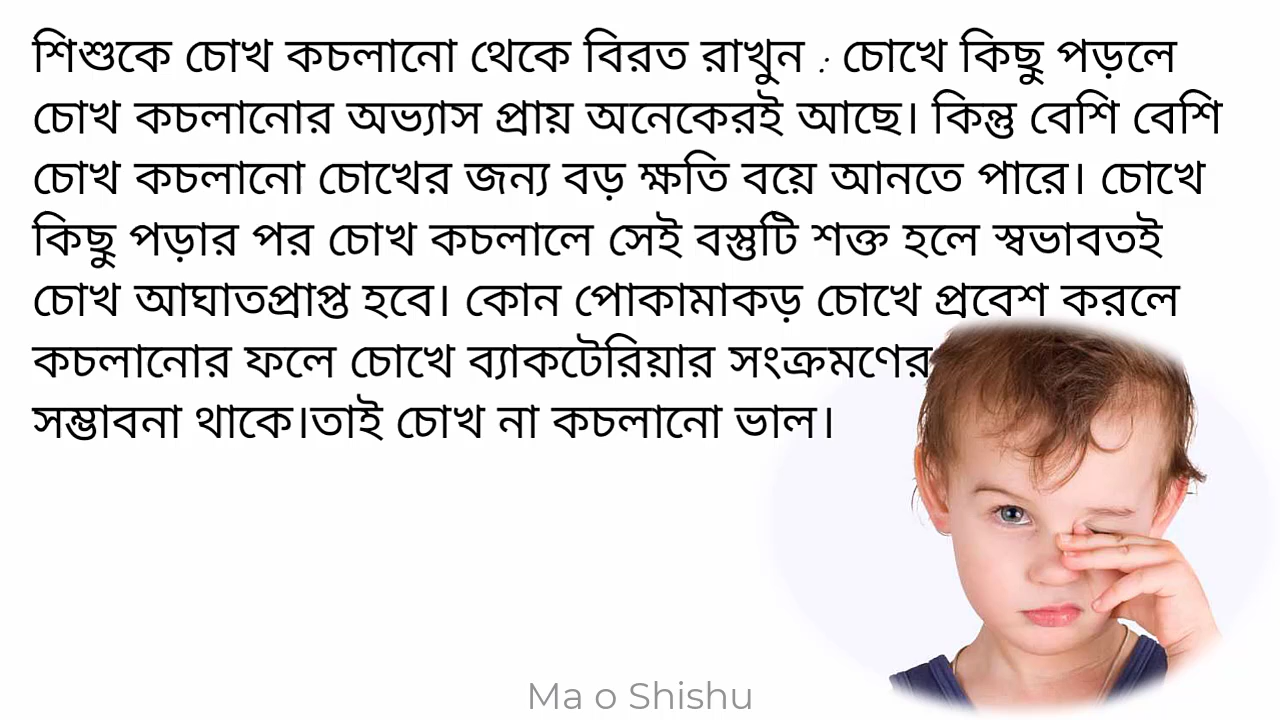 শিশুকে চোখ কচলানো থেকে বিরত রাখুন : চোখে কিছু পড়লে
চোখ কচলানোর অভ্যাস প্রায় অনেকেরই আছে। কিন্তু বেশি বেশি
চোখ কচলানো চোখের জন্য বড় ক্ষতি বয়ে আনতে পারে। চোখে
কিছু পড়ার পর চোখ কচলালে সেই বস্তুটি শক্ত হলে স্বভাবতই
চোখ আঘাতপ্রাপ্ত হবে। কোন পোকামাকড় চোখে প্রবেশ করলে
কচলানোর ফলে চোখে ব্যাকটেরিয়ার সংক্রমণের
সম্ভাবনা থাকে।তাই চোখ না কচলানো ভাল।
Ma o Shishu